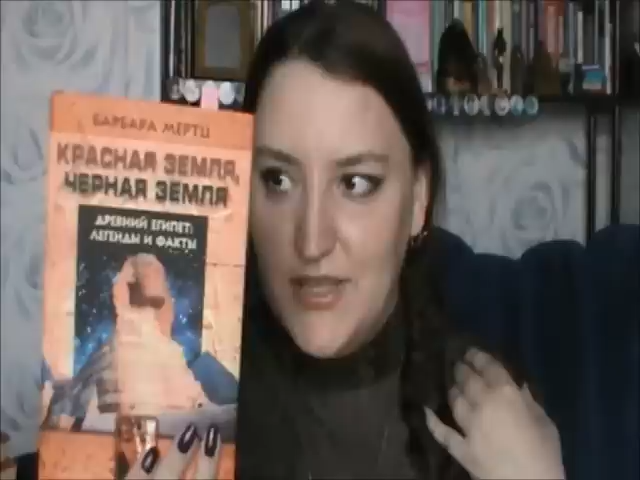 БАРБАРА МЕРТЦ
КРАСНАЯ ЗЕМЛЯ,
ЧЕРНАЯ ЗЕМЛЯ
ДРЕВНИЙ ЕГИПЕТ:
ЛЕГЕНДЫ И ФАКТЫ